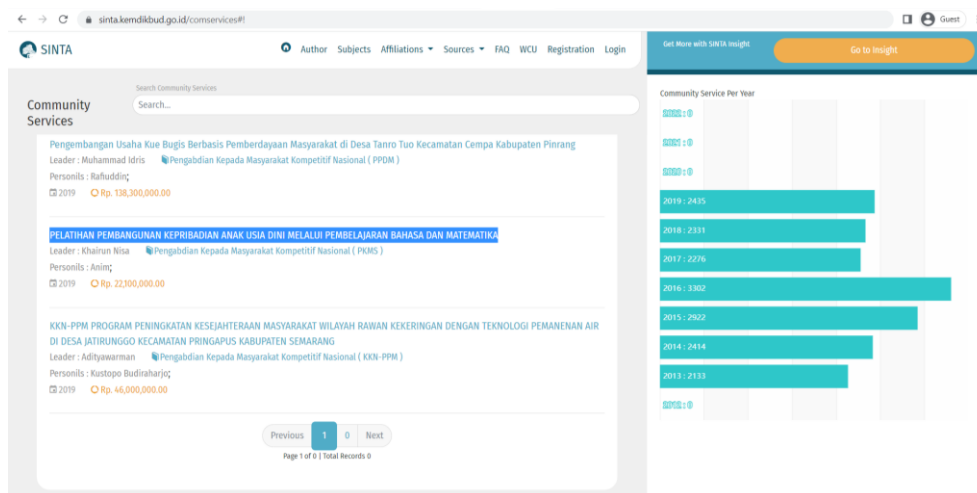 sinta.kemdikbud.go.id/comservices#!
Guest
SINTA
Author Subjects Affiliations Sources FAQ WCU Registration Login
Get More with SINTA Insight
Go to Insight
Community Services
Search Community Services
Search...
Pengembangan Usaha Kue Bugis Berbasis Pemberdayaan Masyarakat di Desa Tanro Tuo Kecamatan Cempa Kabupaten Pinrang
Leader : Muhammad Idris Pengabdian Kepada Masyarakat Kompetitif Nasional ( PPDM )
Personils : Rafiuddin;
2019 Rp. 138,300,000.00
PELATIHAN PEMBANGUNAN KEPRIBADIAN ANAK USIA DINI MELALUI PEMBELAJARAN BAHASA DAN MATEMATIKA
Leader : Khairun Nisa Pengabdian Kepada Masyarakat Kompetitif Nasional ( PKMS )
Personils : Anim;
2019 Rp. 22,100,000.00
KKN-PPM PROGRAM PENINGKATAN KESEJAHTERAAN MASYARAKAT WILAYAH RAWAN KEKERINGAN DENGAN TEKNOLOGI PEMANENAN AIR
DI DESA JATIRUNGGO KECAMATAN PRINGAPUS KABUPATEN SEMARANG
Leader : Adityawarman Pengabdian Kepada Masyarakat Kompetitif Nasional ( KKN-PPM )
Personils : Kustopo Budiraharjo;
2019 Rp. 46,000,000.00
Previous 1 0 Next
Page 1 of 0 | Total Records 0
Community Service Per Year
2022 : 0
2021 : 0
2020 : 0
2019 : 2435
2018 : 2331
2017 : 2276
2016 : 3302
2015 : 2922
2014 : 2414
2013 : 2133
2012 : 0